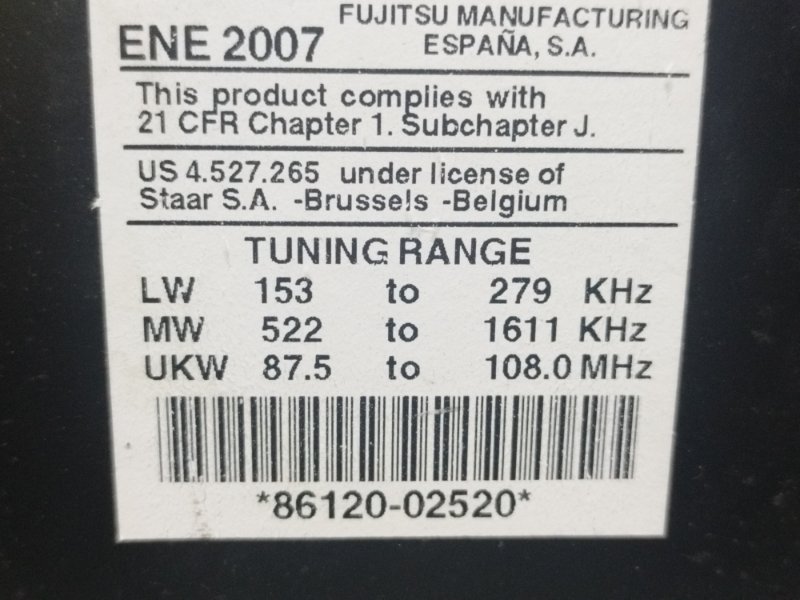 ENE 2007
FUJITSU MANUFACTURING
ESPAÑA, S.A.
This product complies with
21 CFR Chapter 1. Subchapter J.
US 4.527.265 under license of
Staar S.A. -Brussels -Belgium
TUNING RANGE
LW 153 to 279 KHz
MW 522 to 1611 KHz
UKW 87.5 to 108.0 MHz
*86120-02520*